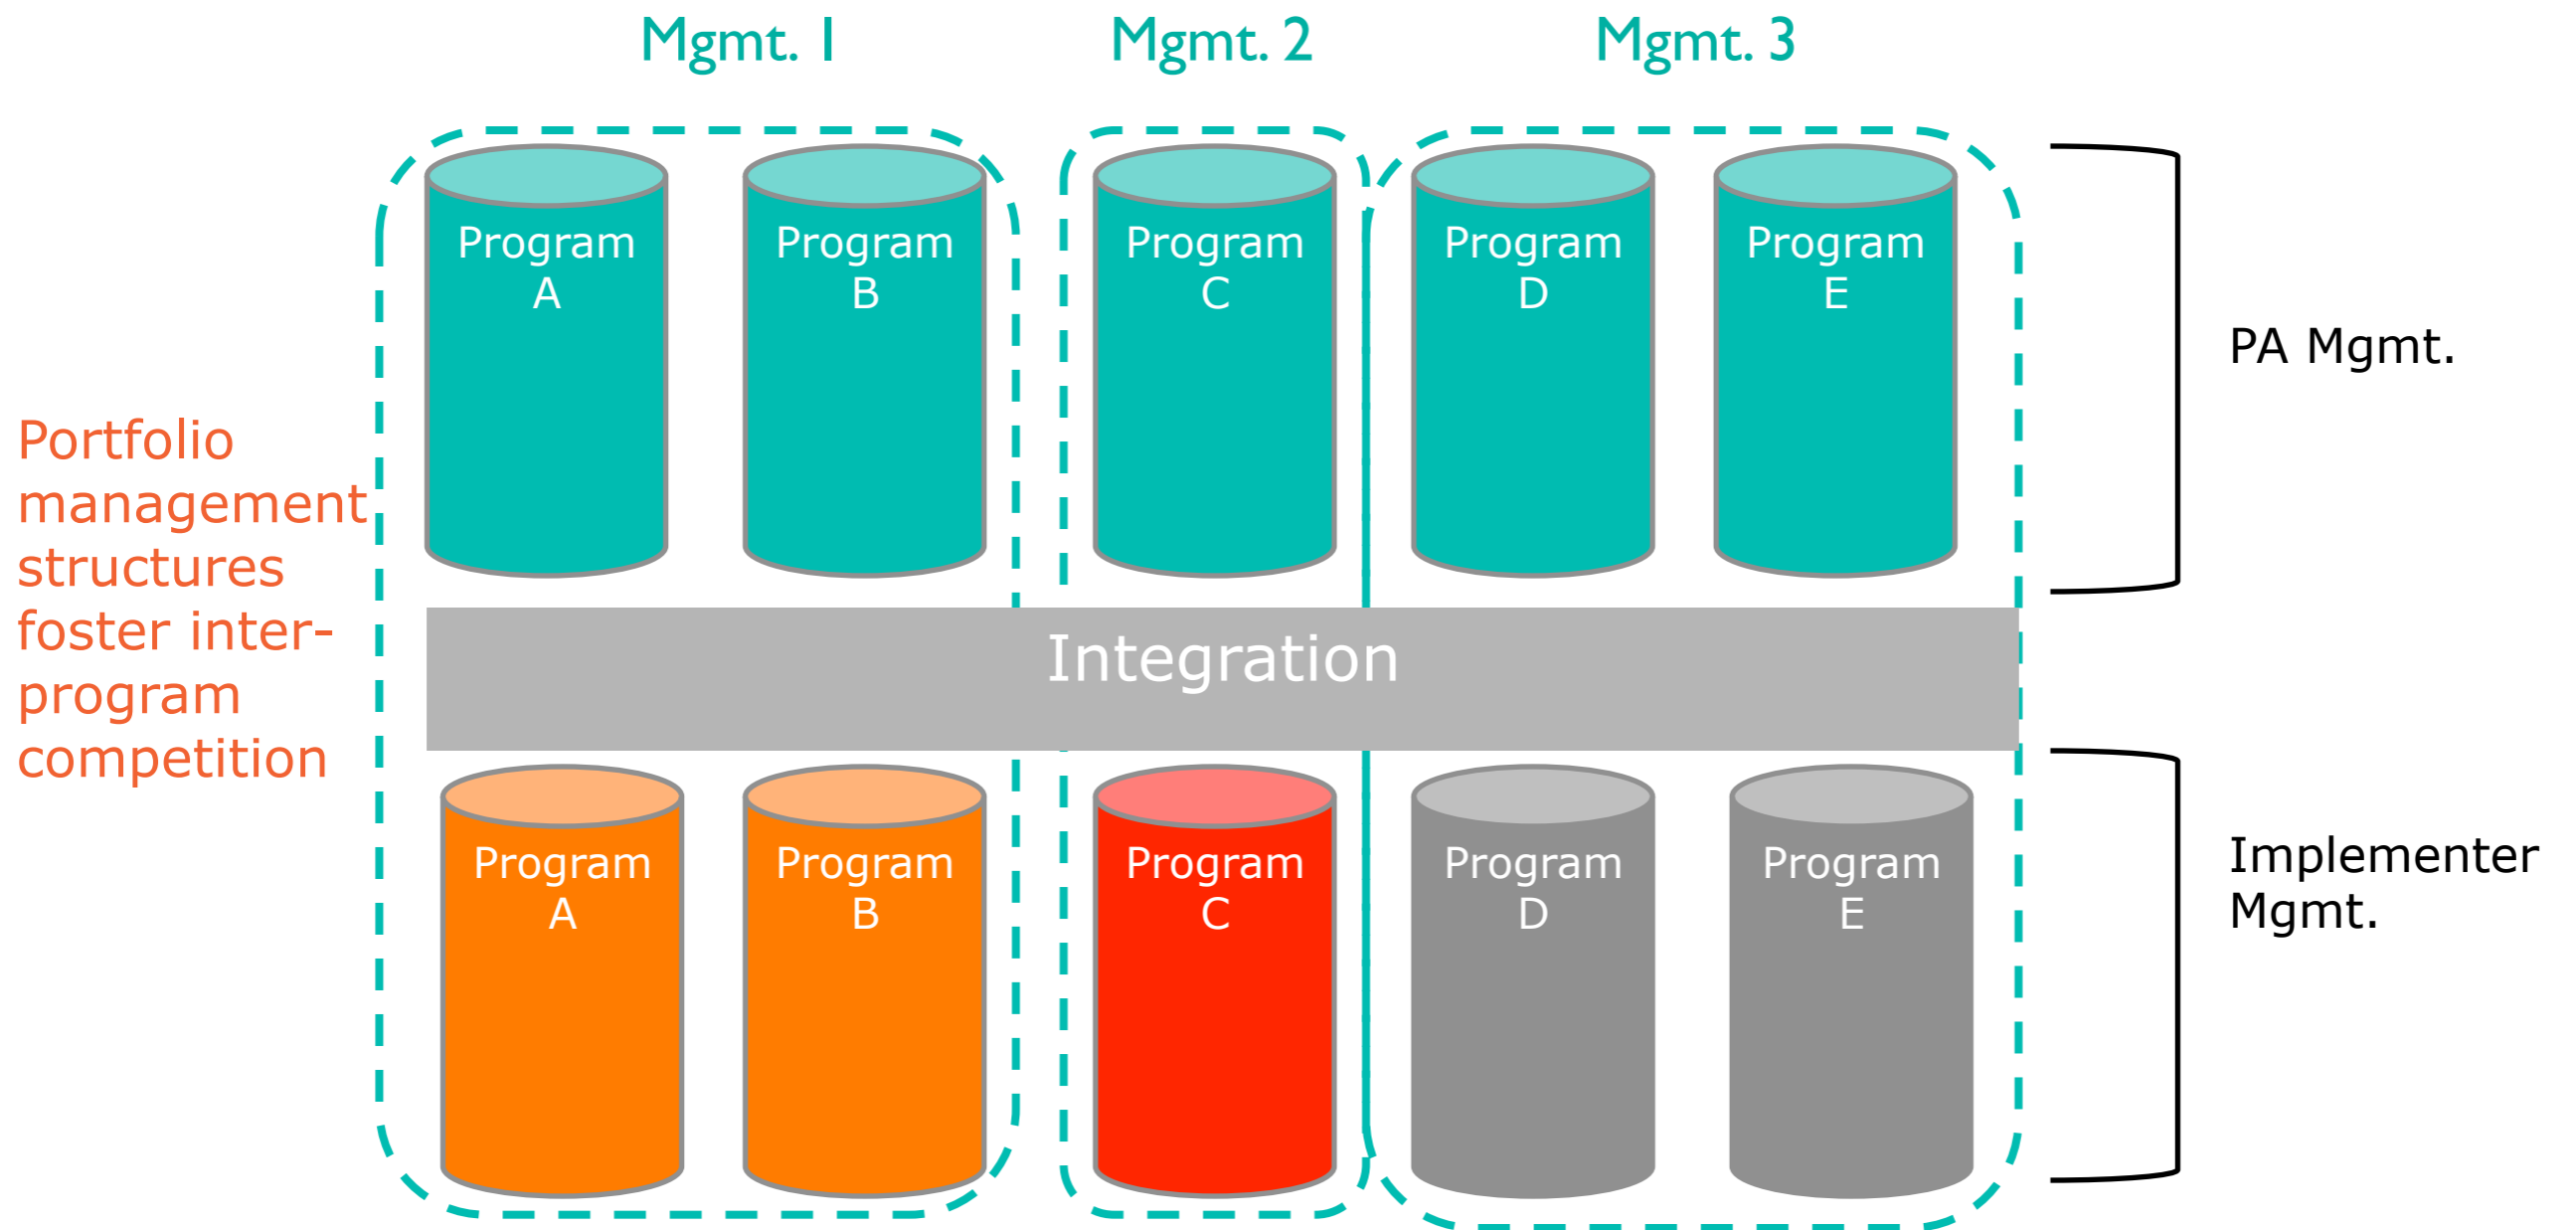 Mgmt. 1
Mgmt. 2
Mgmt. 3
Program
A
Program
B
Program
C
Program
D
Program
E
PA Mgmt.
Portfolio
management
structures
foster inter-
program
competition
Integration
Program
A
Program
B
Program
C
Program
D
Program
E
Implementer
Mgmt.